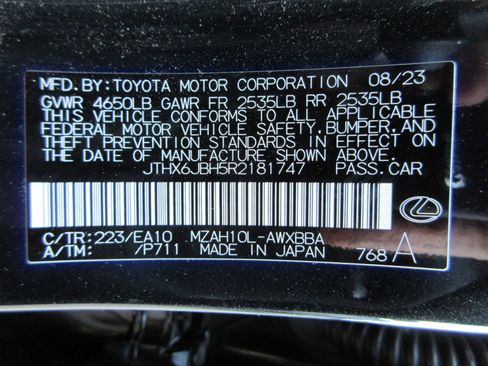 MFD.BY:TOYOTA MOTOR CORPORATION 08/23
GVWR 4650LB GAWR FR 2535LB RR 2535LB
THIS VEHICLE CONFORMS TO ALL APPLICABLE
FEDERAL MOTOR VEHICLE SAFETY,BUMPER,AND
THEFT PREVENTION STANDARDS IN EFFECT ON
THE DATE OF MANUFACTURE SHOWN ABOVE.
JTHX6JBH5R2181747 PASS.CAR
C/TR:223/EA10 MZAH10L-AWXBBA
A/TM: /P711 MADE IN JAPAN 768 A